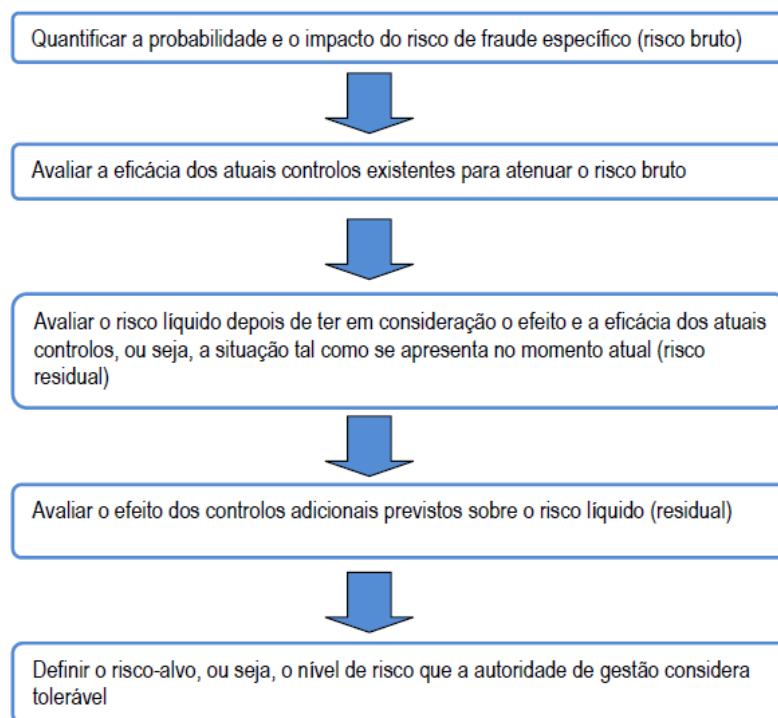 Quantificar a probabilidade e o impacto do risco de fraude específico (risco bruto)
Avaliar a eficácia dos atuais controlos existentes para atenuar o risco bruto
Avaliar o risco líquido depois de ter em consideração o efeito e a eficácia dos atuais
controlos, ou seja, a situação tal como se apresenta no momento atual (risco
residual)
Avaliar o efeito dos controlos adicionais previstos sobre o risco líquido (residual)
Definir o risco-alvo, ou seja, o nível de risco que a autoridade de gestão considera
tolerável